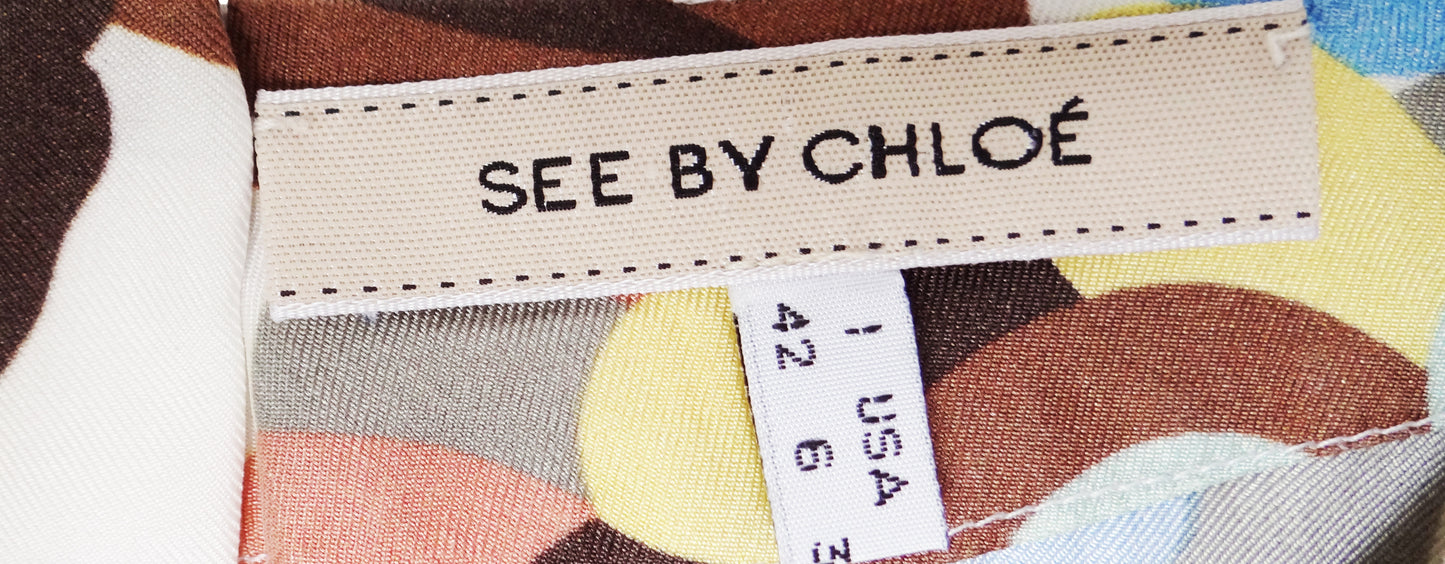 SEE BY CHLOÉ
I USA
42 6